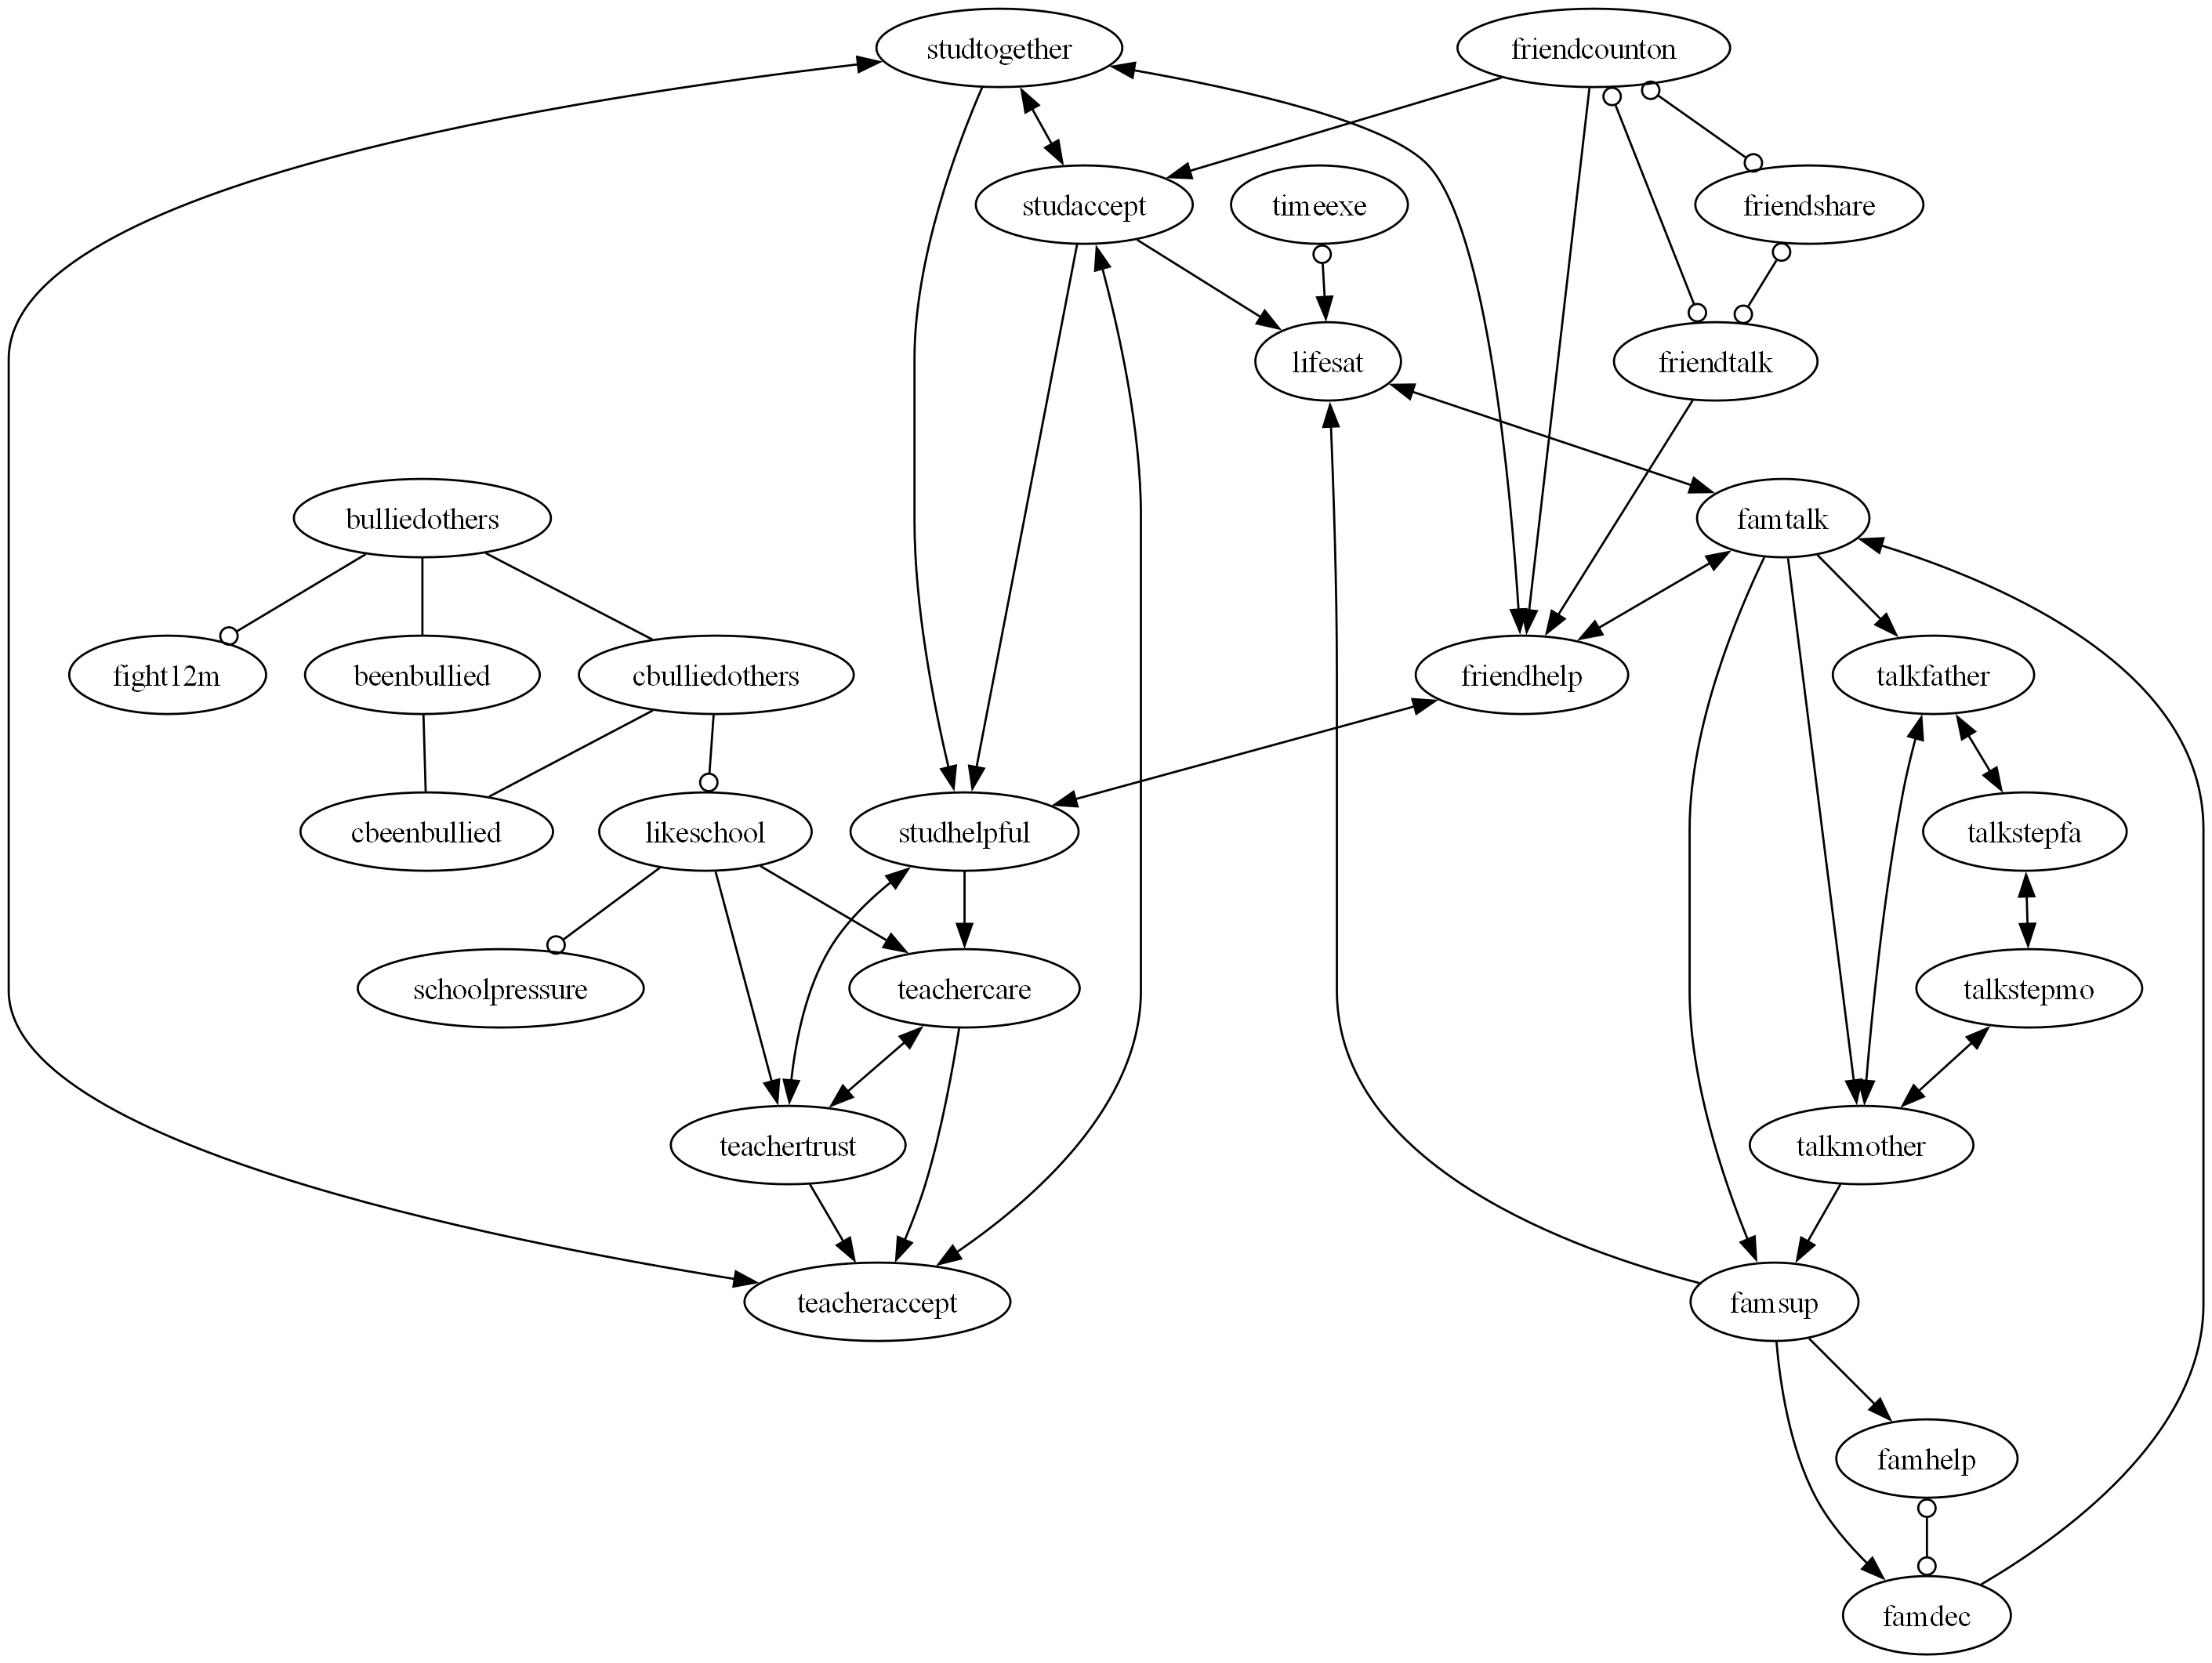 studtogether
friendcounton
studaccept
timeexe
friendshare
lifesat
friendtalk
bulliedothers
famtalk
fight12m
beenbullied
cbulliedothers
friendhelp
talkfather
cbeenbullied
likeschool
studhelpful
talkstepfa
schoolpressure
teachercare
talkstepmo
teachertrust
talkmother
teacheraccept
famsup
famhelp
famdec